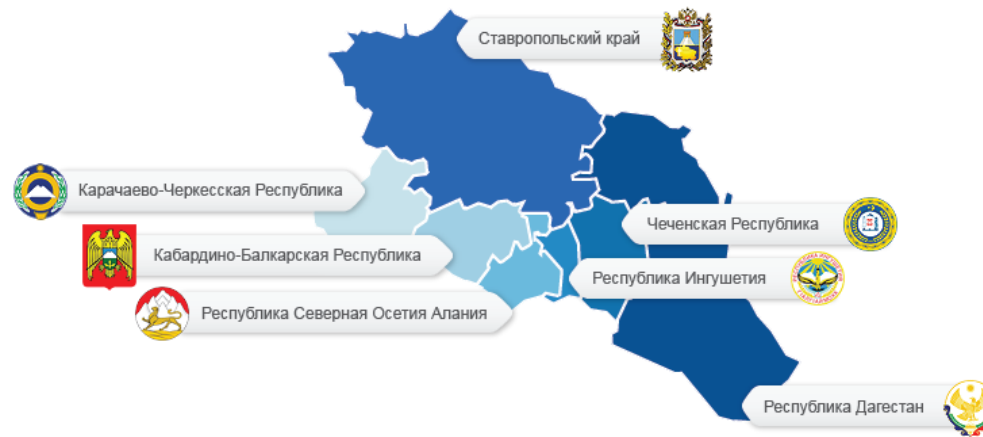 Ставропольский край
Карачаево-Черкесская Республика
Чеченская Республика
Кабардино-Балкарская Республика
Республика Ингушетия
Республика Северная Осетия Алания
Республика Дагестан